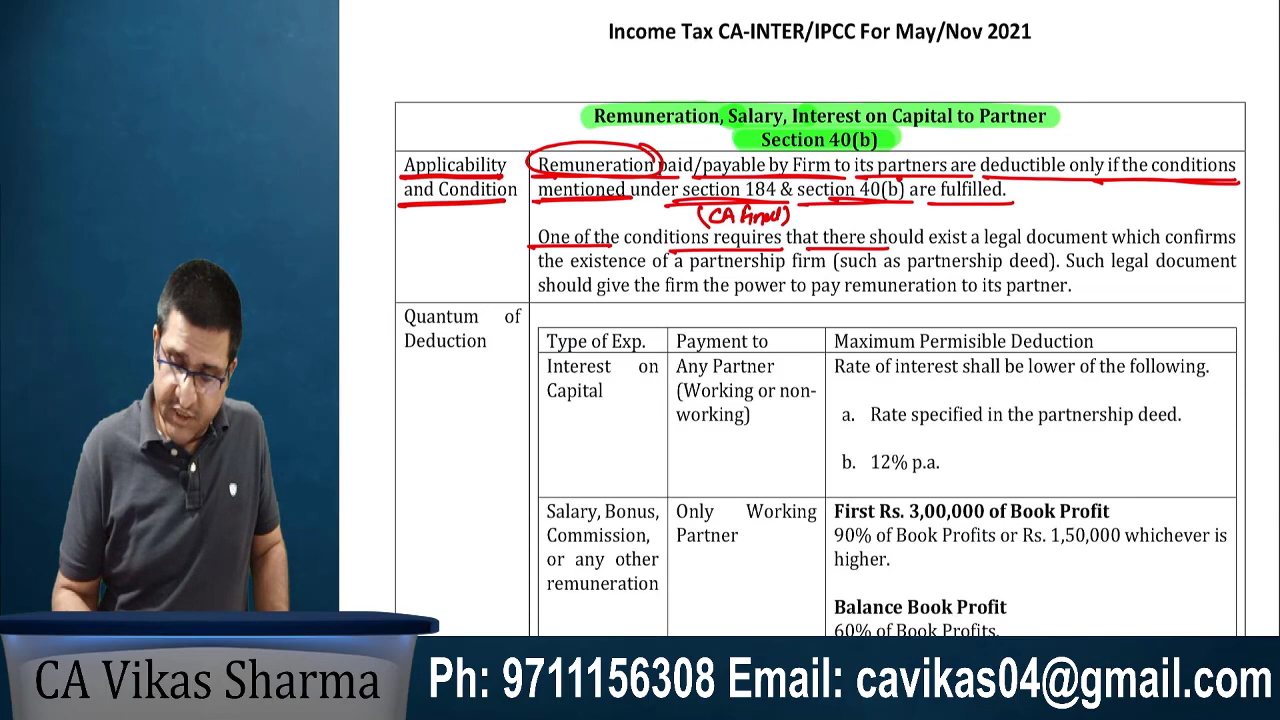 Income Tax CA-INTER/IPCC For May/Nov 2021
Remuneration, Salary, Interest on Capital to Partner
Section 40(b)
Applicability
and Condition
Remuneration paid/payable by Firm to its partners are deductible only if the conditions
mentioned under section 184 & section 40(b) are fulfilled.
(CA final)
One of the conditions requires that there should exist a legal document which confirms
the existence of a partnership firm (such as partnership deed). Such legal document
should give the firm the power to pay remuneration to its partner.
Quantum of
Deduction
Type of Exp.
Payment to
Maximum Permissible Deduction
Interest on
Capital
Any Partner
(Working or non-
working)
Rate of interest shall be lower of the following.
a. Rate specified in the partnership deed.
b. 12% p.a.
Salary, Bonus,
Commission,
or any other
remuneration
Only Working
Partner
First Rs. 3,00,000 of Book Profit
90% of Book Profits or Rs. 1,50,000 whichever is
higher.
Balance Book Profit
60% of Book Profits.
CA Vikas Sharma
Ph: 9711156308 Email: cavikas04@gmail.com